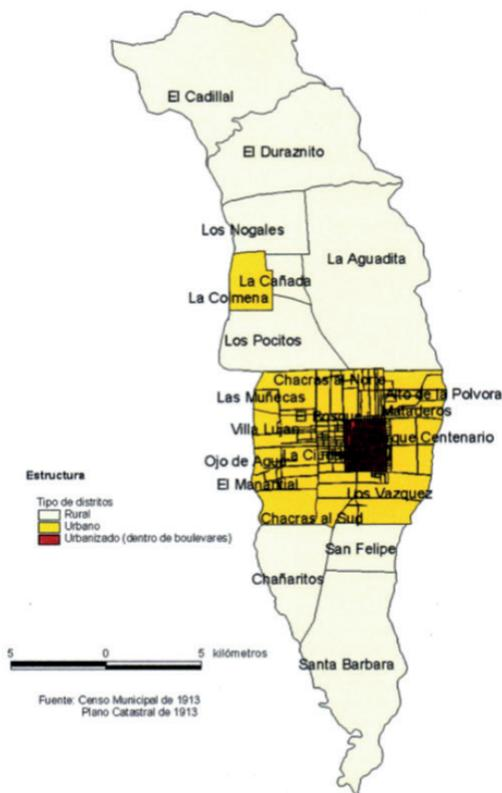 El Cadillal
El Duraznito
Los Nogales
La Aguadita
La Cañada
La Colmena
Los Pocitos
Chacras al Norte
Alto de la Polvora
Las Muñecas
Mataderos
El Bosque
Villa Lujan
Parque Centenario
La Ciudad
Ojo de Agua
El Manantial
Los Vazquez
Chacras al Sud
San Felipe
Chañaritos
Santa Barbara
Estructura
Tipo de distritos
Rural
Urbano
Urbanizado (dentro de boulevares)
5 0 5 kilómetros
Fuente: Censo Municipal de 1913
Plano Catastral de 1913